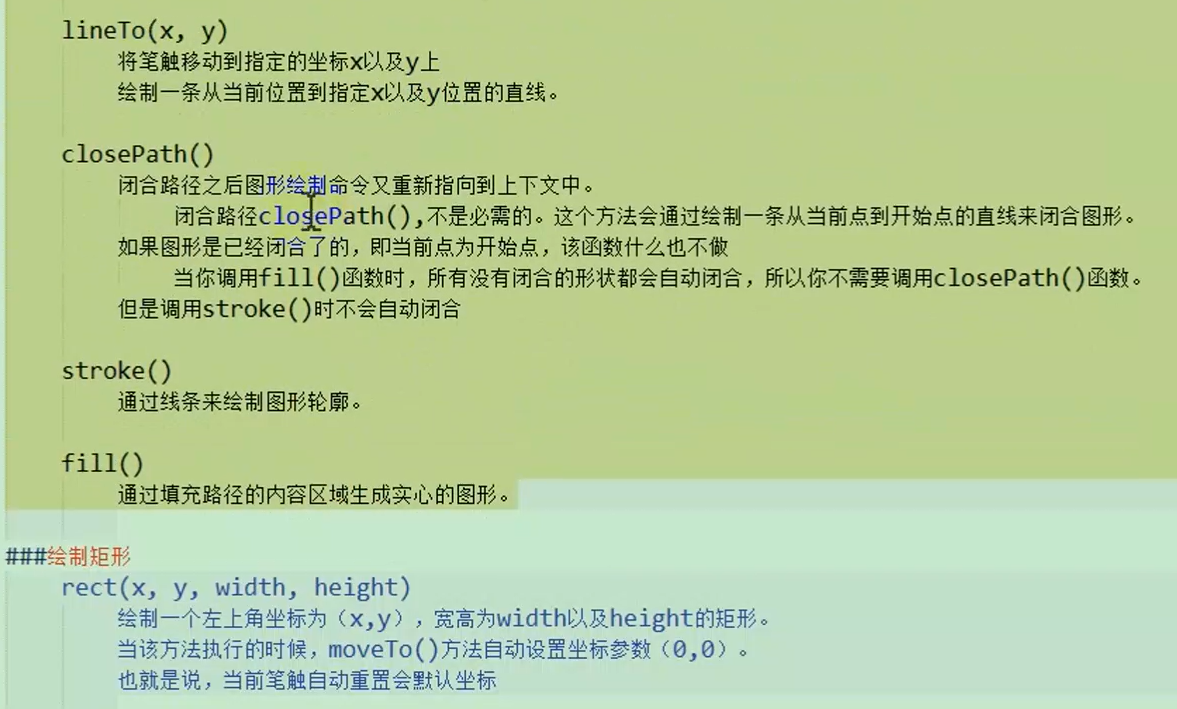 lineTo(x, y)
将笔触移动到指定的坐标x以及y上
绘制一条从当前位置到指定x以及y位置的直线。
closePath()
闭合路径之后图形绘制命令又重新指向到上下文中。
闭合路径closePath(),不是必需的。这个方法会通过绘制一条从当前点到开始点的直线来闭合图形。
如果图形是已经闭合了的，即当前点为开始点，该函数什么也不做
当你调用fill()函数时，所有没有闭合的形状都会自动闭合，所以你不需要调用closePath()函数。
但是调用stroke()时不会自动闭合
stroke()
通过线条来绘制图形轮廓。
fill()
通过填充路径的内容区域生成实心的图形。
###绘制矩形
rect(x, y, width, height)
绘制一个左上角坐标为（x,y），宽高为width以及height的矩形。
当该方法执行的时候，moveTo()方法自动设置坐标参数（0,0）。
也就是说，当前笔触自动重置会默认坐标